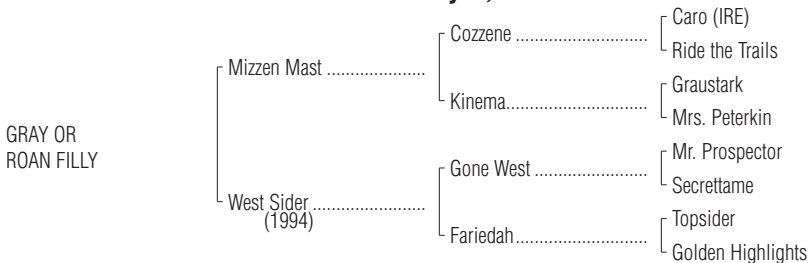 Caro (IRE)
Cozzene ............................
Ride the Trails
Mizzen Mast .....................
Graustark
Kinema..............................
Mrs. Peterkin
GRAY OR
ROAN FILLY
Mr. Prospector
Gone West ........................
Secrettame
West Sider ........................
(1994)
Topsider
Fariedah............................
Golden Highlights